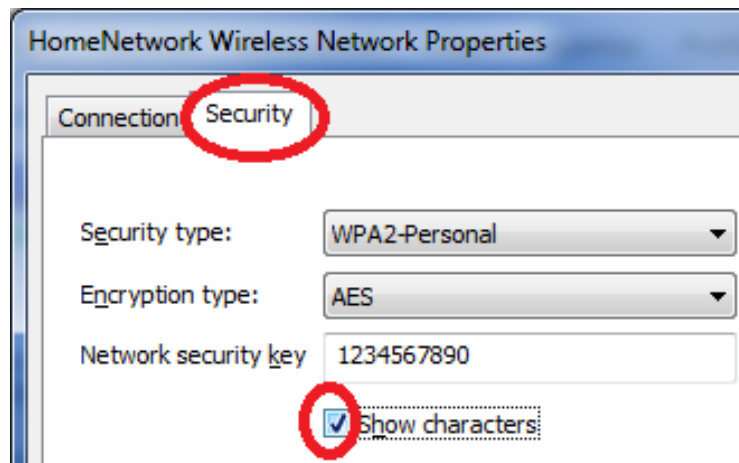 HomeNetwork Wireless Network Properties
Connection Security
Security type: WPA2-Personal
Encryption type: AES
Network security key 1234567890
Show characters